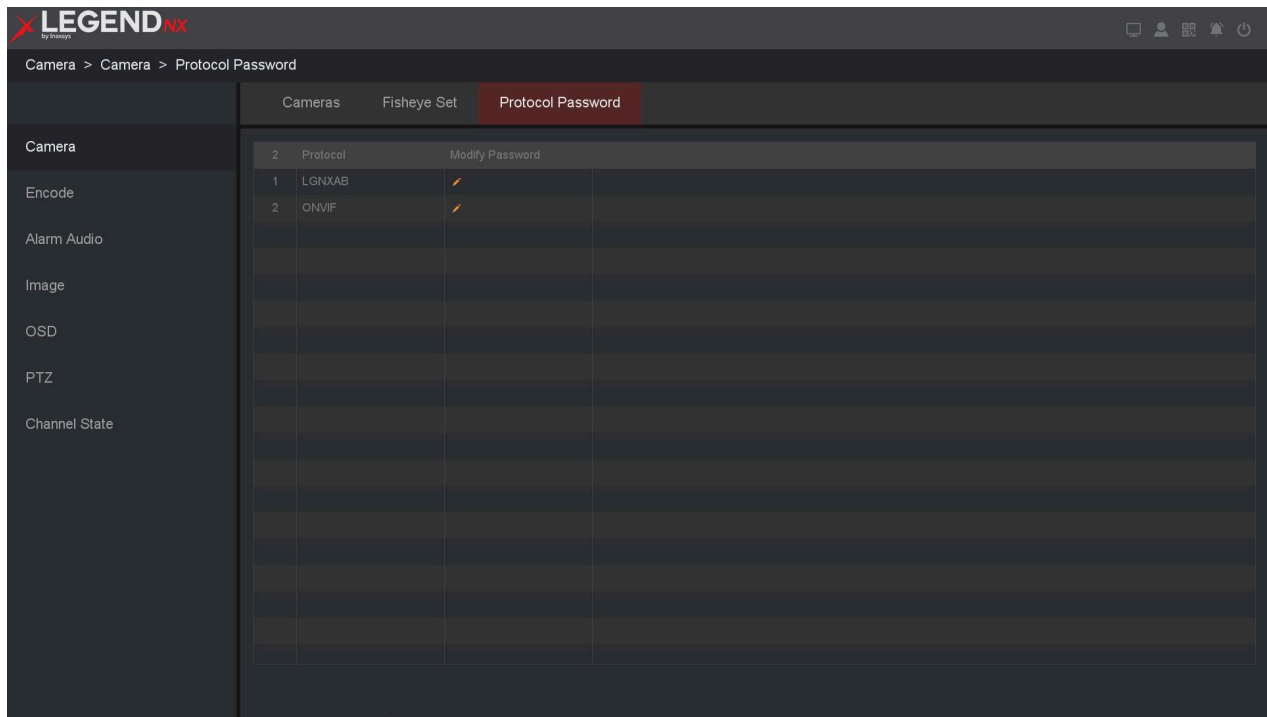 LEGEND NX
by Inaxsys
Camera > Camera > Protocol Password
Cameras Fisheye Set Protocol Password
Camera
Encode
Alarm Audio
Image
OSD
PTZ
Channel State
2 Protocol Modify Password
1 LGNXAB
2 ONVIF